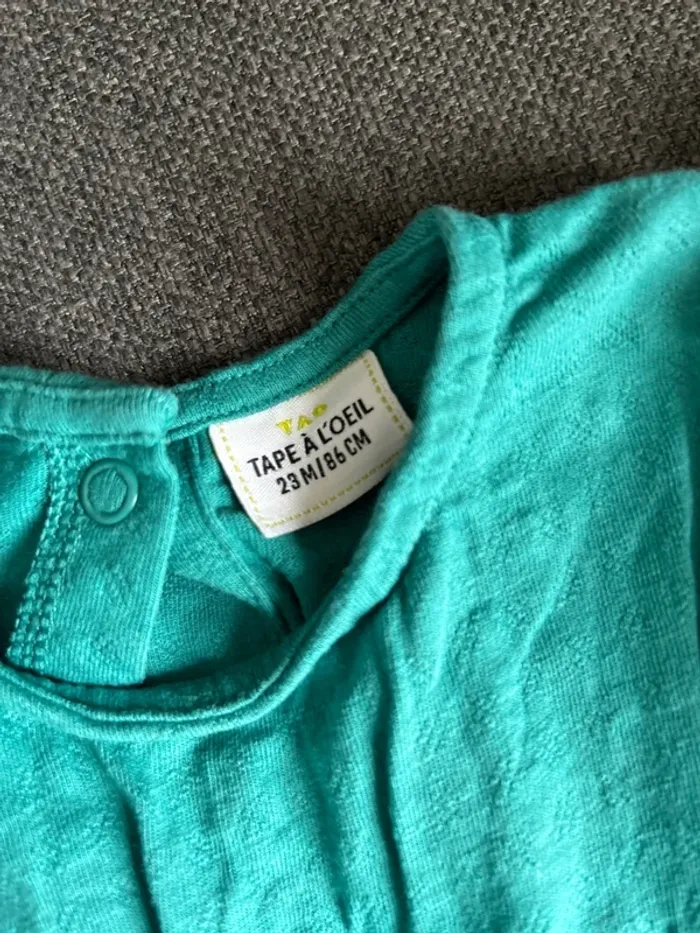 TAO
TAPE À L'OEIL
23 M / 86 CM